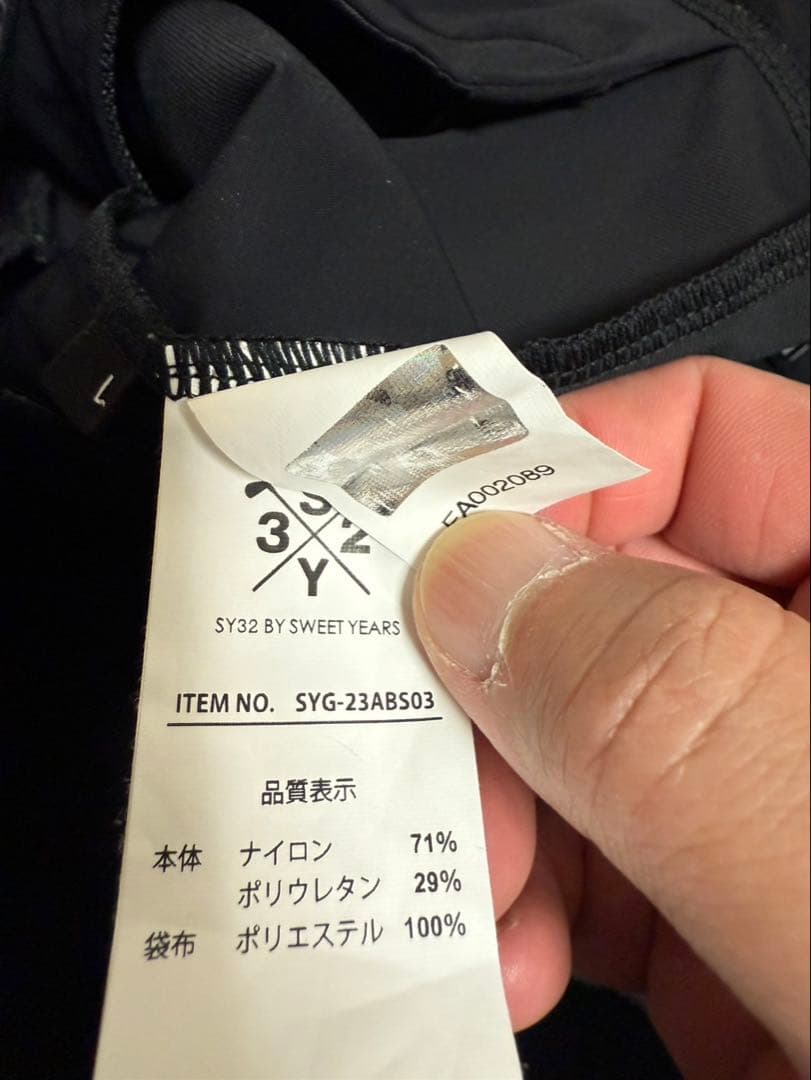 L
EA002089
S
3 2
Y
SY32 BY SWEET YEARS
ITEM NO. SYG-23ABS03
品質表示
本体 ナイロン 71%
ポリウレタン 29%
袋布 ポリエステル 100%